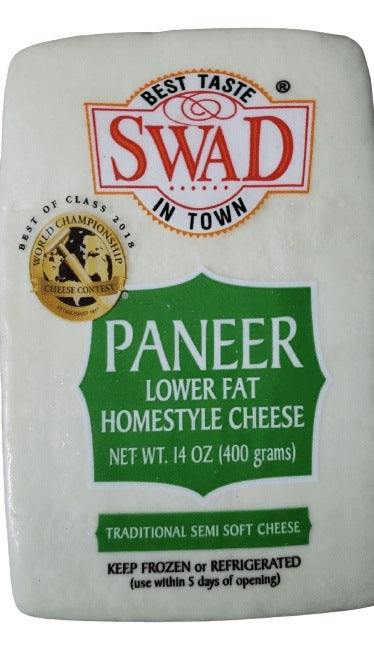 BEST TASTE
®
SWAD
IN TOWN
BEST OF CLASS 2018
WORLD CHAMPIONSHIP
CHEESE CONTEST
ESTABLISHED 1957
®
PANEER
LOWER FAT
HOMESTYLE CHEESE
NET WT. 14 OZ (400 grams)
TRADITIONAL SEMI SOFT CHEESE
KEEP FROZEN or REFRIGERATED
(use within 5 days of opening)